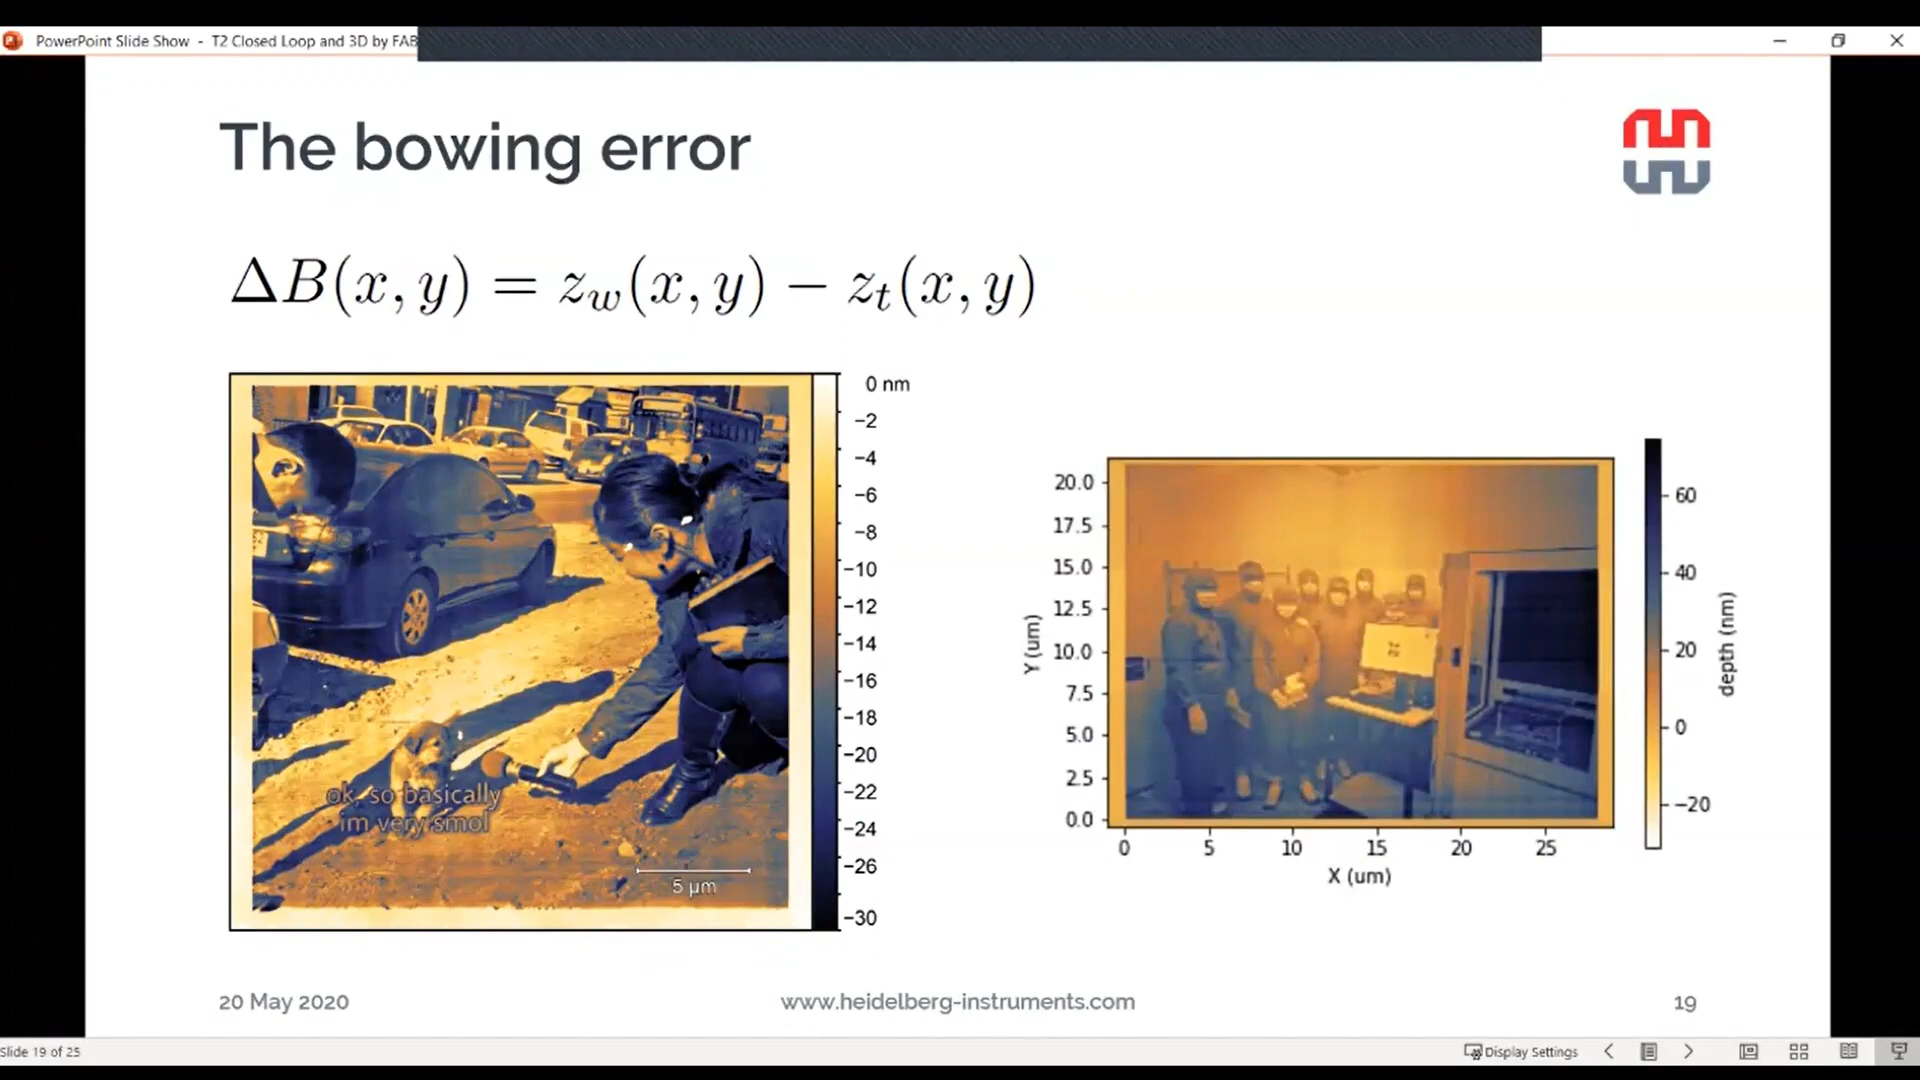 PowerPoint Slide Show - T2 Closed Loop and 3D by FAB
The bowing error
ΔB(x, y) = z_w(x, y) − z_t(x, y)
0 nm
−2
−4
−6
−8
−10
−12
−14
−16
−18
−20
−22
−24
−26
−30
ok, so basically
im very smol
5 µm
20.0
17.5
15.0
12.5
10.0
7.5
5.0
2.5
0.0
Y (um)
0 5 10 15 20 25
X (um)
60
40
20
0
−20
depth (nm)
20 May 2020
www.heidelberg-instruments.com
19
Slide 19 of 25
Display Settings